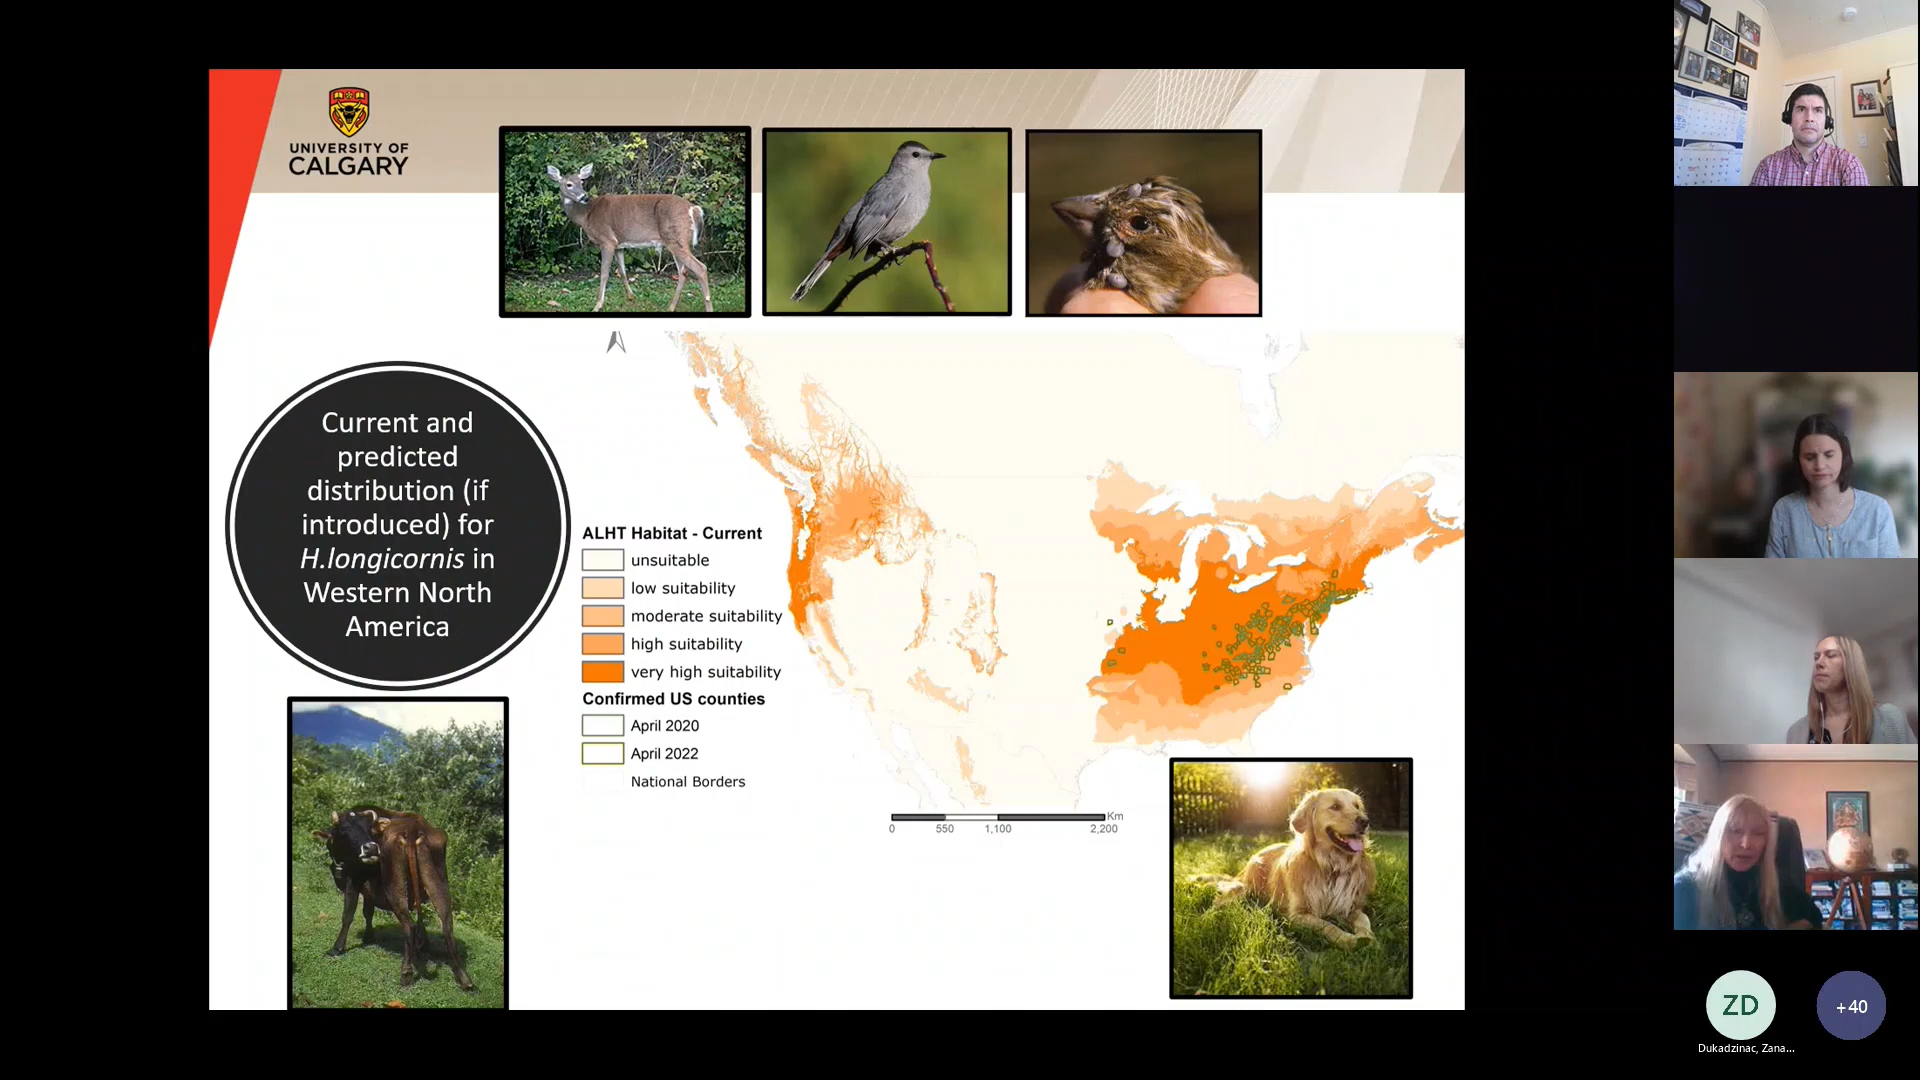 UNIVERSITY OF
CALGARY
Current and
predicted
distribution (if
introduced) for
H.longicornis in
Western North
America
ALHT Habitat - Current
unsuitable
low suitability
moderate suitability
high suitability
very high suitability
Confirmed US counties
April 2020
April 2022
National Borders
Km
0 550 1,100 2,200
ZD
+40
Dukadzinac, Zana...